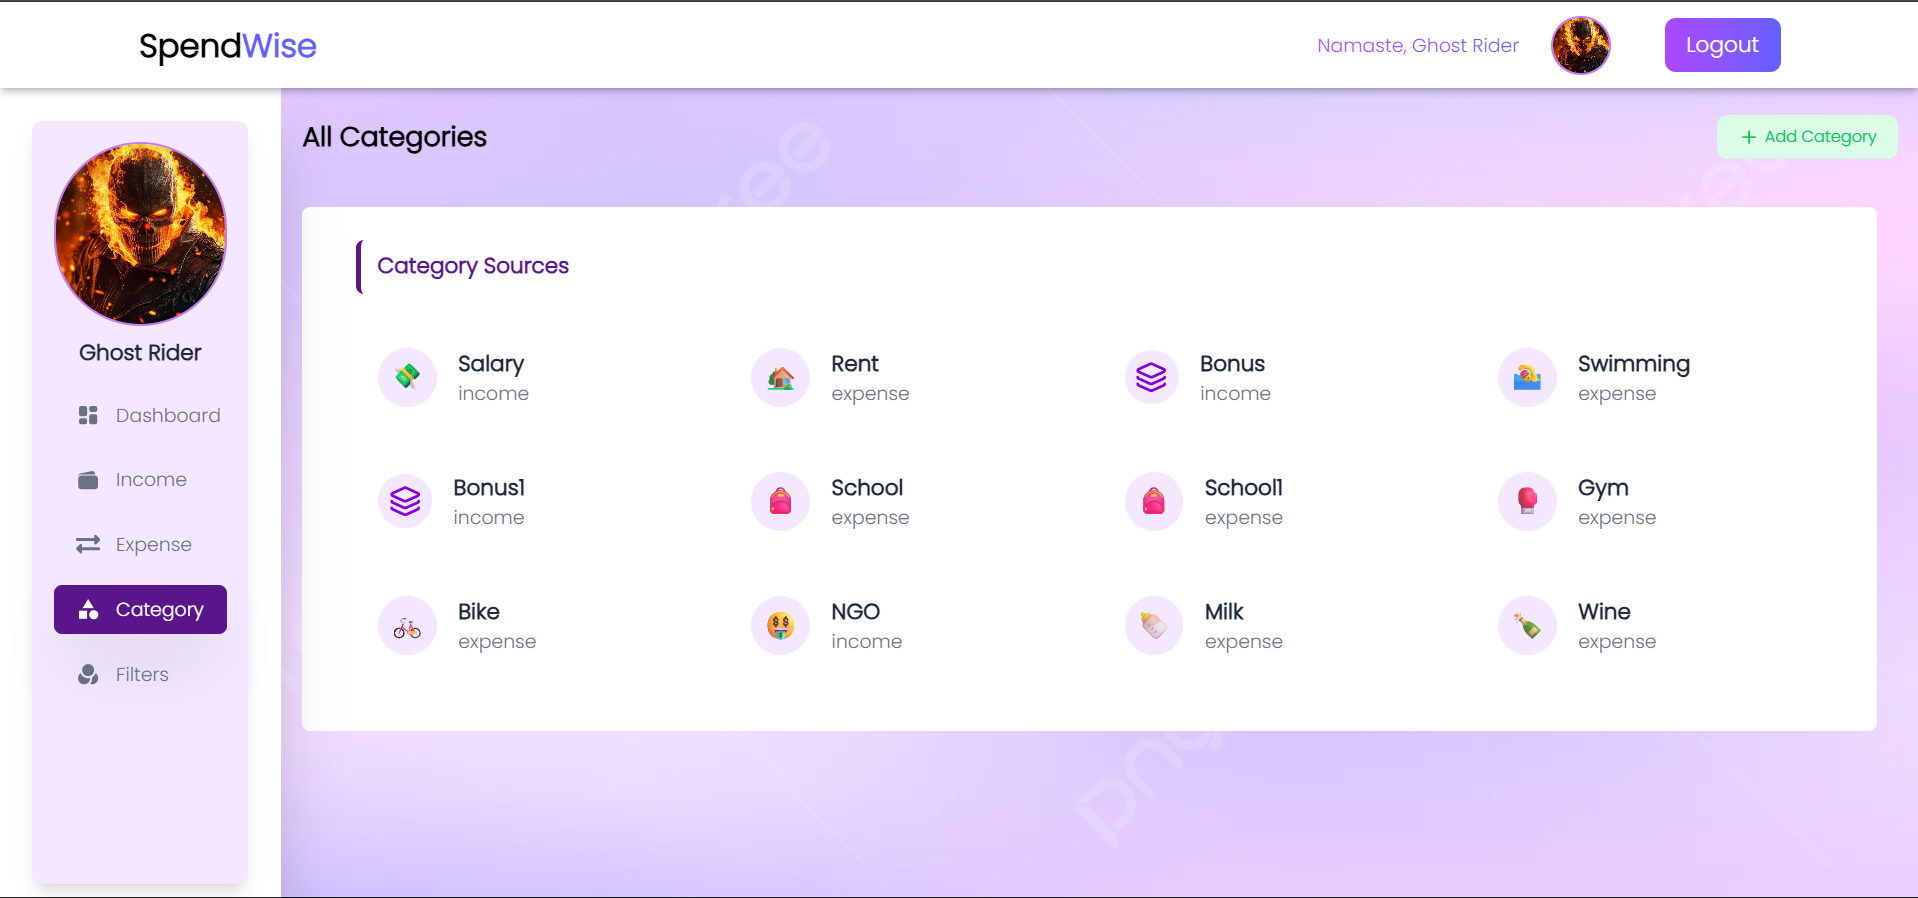 SpendWise
Namaste, Ghost Rider
Logout
Ghost Rider
Dashboard
Income
Expense
Category
Filters
All Categories
+ Add Category
Category Sources
Salary
income
Rent
expense
Bonus
income
Swimming
expense
Bonus1
income
School
expense
School1
expense
Gym
expense
Bike
expense
NGO
income
Milk
expense
Wine
expense